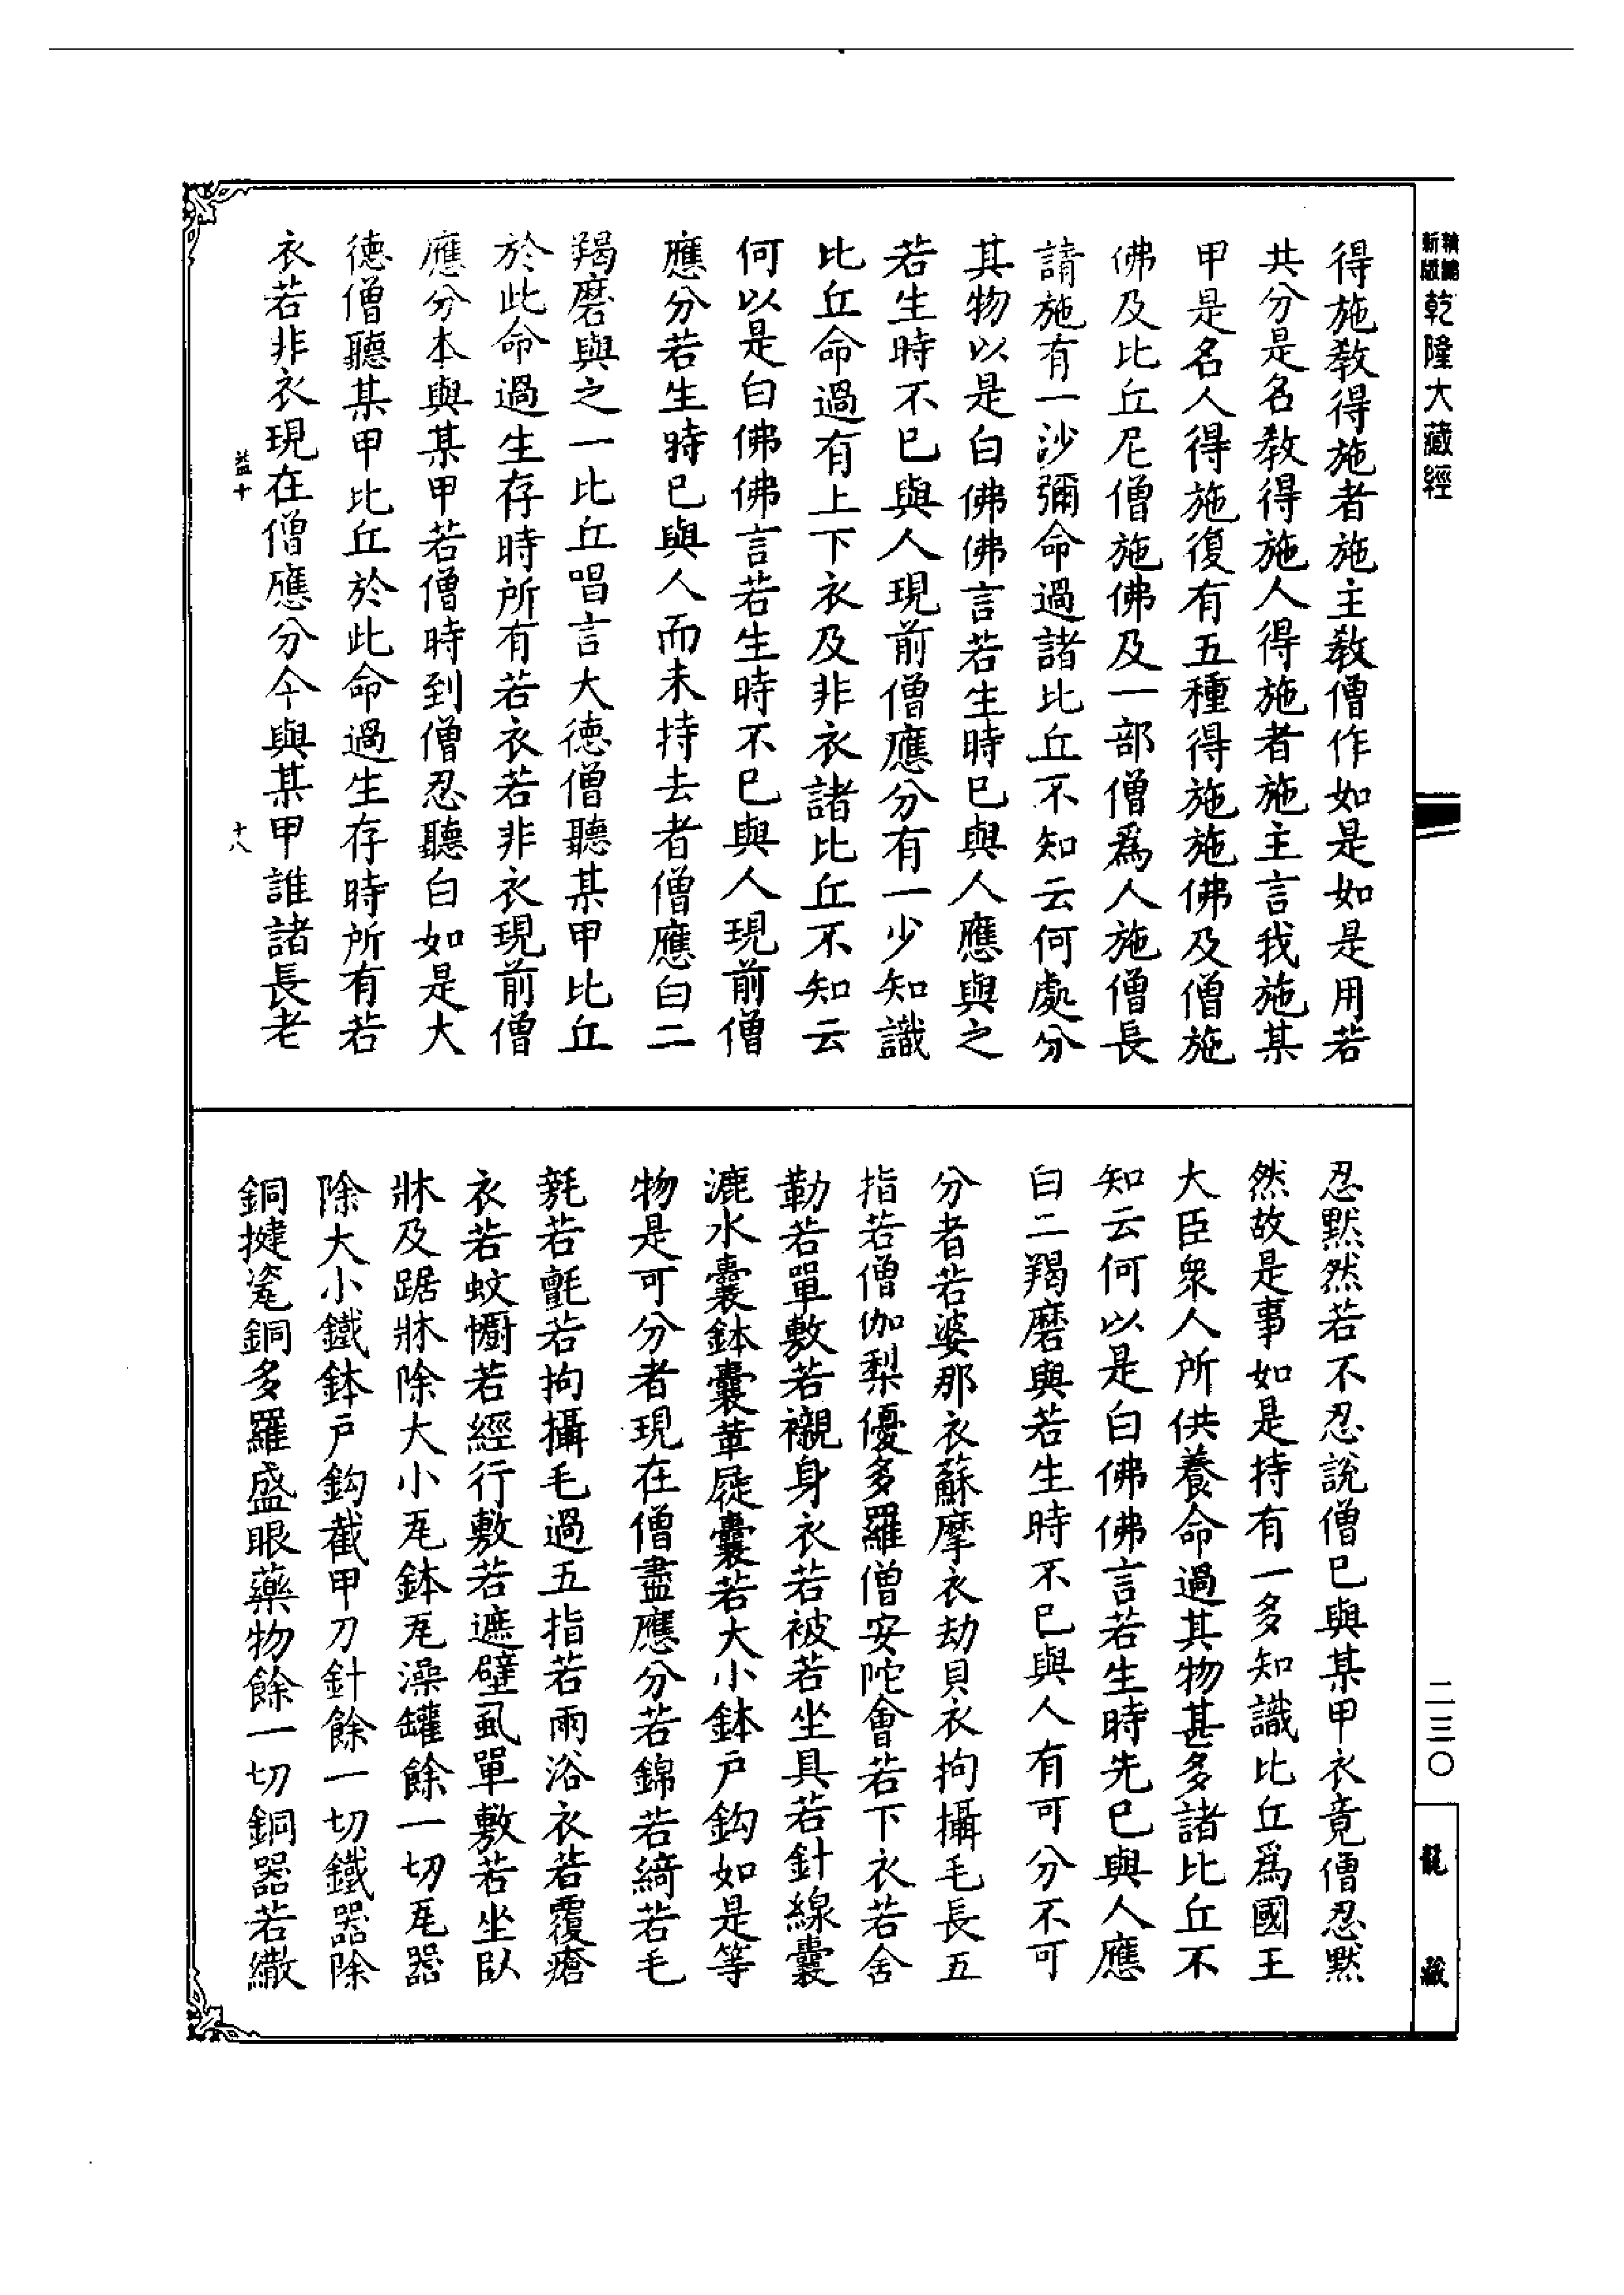 新編縮版
乾隆大藏經
得施教得施者施主教僧作如是如是用若
共分是名教得施人得施者施主言我施某
甲是名人得施復有五種得施施佛及僧施
佛及比丘尼僧施佛及一部僧爲人施僧長
請施有一沙彌命過諸比丘不知云何處分
其物以是白佛佛言若生時已與人應與之
若生時不已與人現前僧應分有一少知識
比丘命過有上下衣及非衣諸比丘不知云
何以是白佛佛言若生時不已與人現前僧
應分若生時已與人而未持去者僧應白二
羯磨與之一比丘唱言大德僧聽某甲比丘
於此命過生存時所有若衣若非衣現前僧
應分本與某甲若僧時到僧忍聽白如是大
德僧聽某甲比丘於此命過生存時所有若
衣若非衣現在僧應分今與某甲誰諸長老
益十
十八
忍默然若不忍說僧已與某甲衣竟僧忍默
然故是事如是持有一多知識比丘爲國王
大臣衆人所供養命過其物甚多諸比丘不
知云何以是白佛佛言若生時先已與人應
白二羯磨與若生時不已與人有可分不可
分者若婆那衣蘇摩衣劫貝衣拘攝毛長五
指若僧伽梨優多羅僧安陀會若下衣若舍
勒若單敷若襯身衣若被若坐具若針線囊
漉水囊鉢囊革屣囊若大小鉢戶鈎如是等
物是可分者現在僧盡應分若錦若綺若毛
毾若氈若拘攝毛過五指若雨浴衣若覆瘡
衣若蚊㡡若經行敷若遮壁虱單敷若坐臥
牀及踞牀除大小瓦鉢瓦澡罐餘一切瓦器
除大小鐵鉢戶鈎截甲刀針餘一切鐵器除
銅揵瓷銅多羅盛眼藥物餘一切銅器若繖
二三〇
龍藏